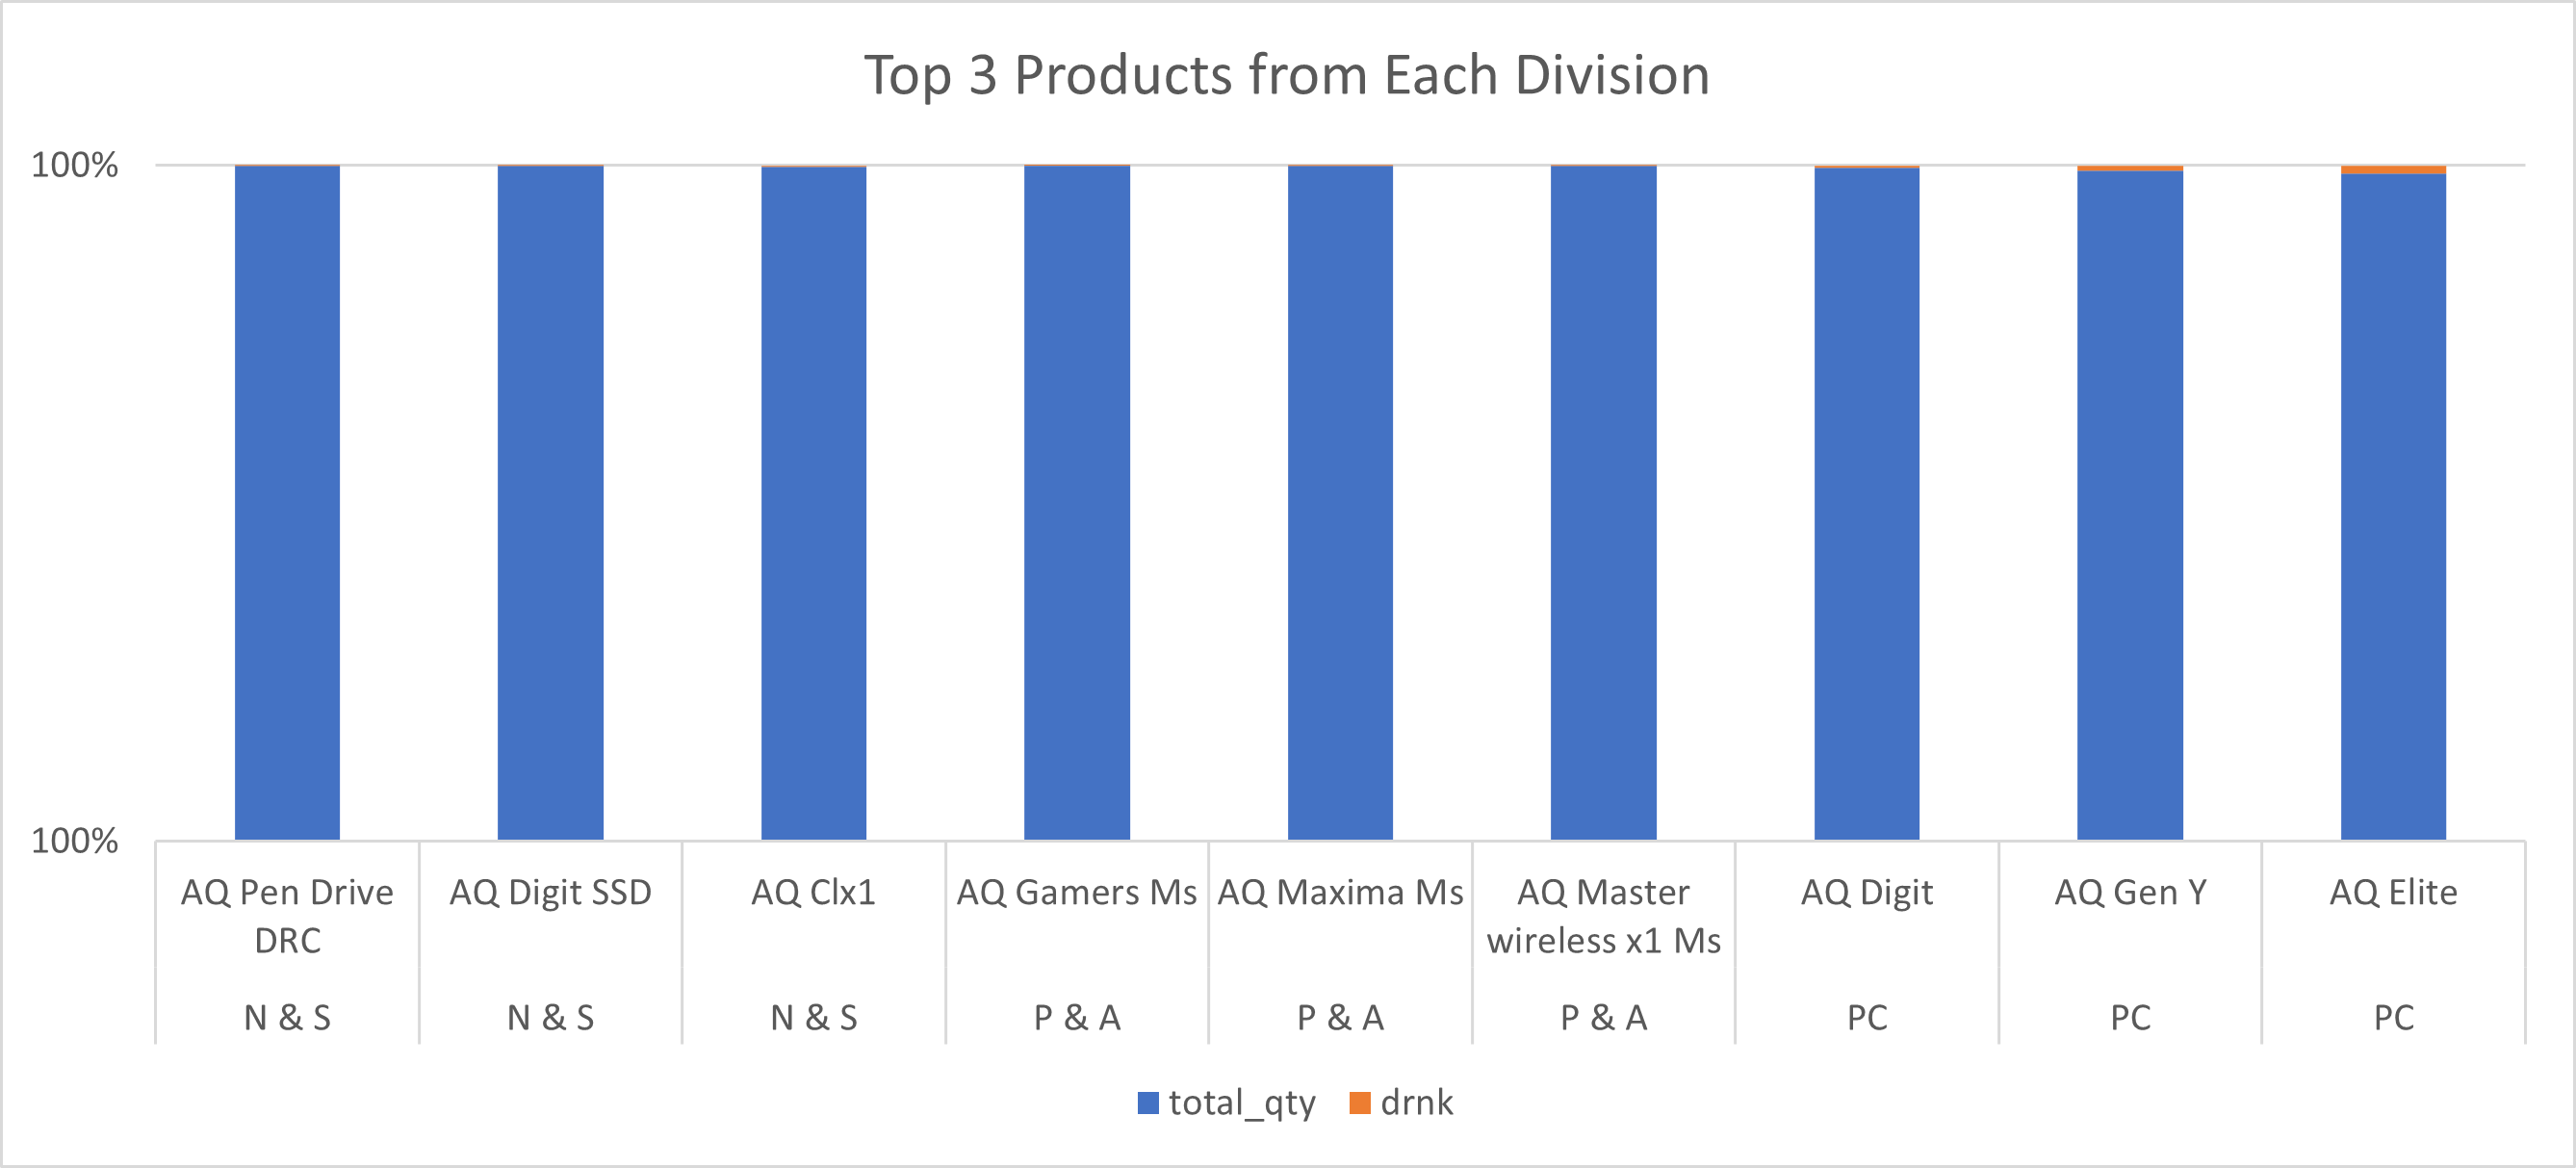 Top 3 Products from Each Division
100%
100%
AQ Pen Drive DRC
AQ Digit SSD
AQ Clx1
AQ Gamers Ms
AQ Maxima Ms
AQ Master wireless x1 Ms
AQ Digit
AQ Gen Y
AQ Elite
N & S
N & S
N & S
P & A
P & A
P & A
PC
PC
PC
total_qty
drnk